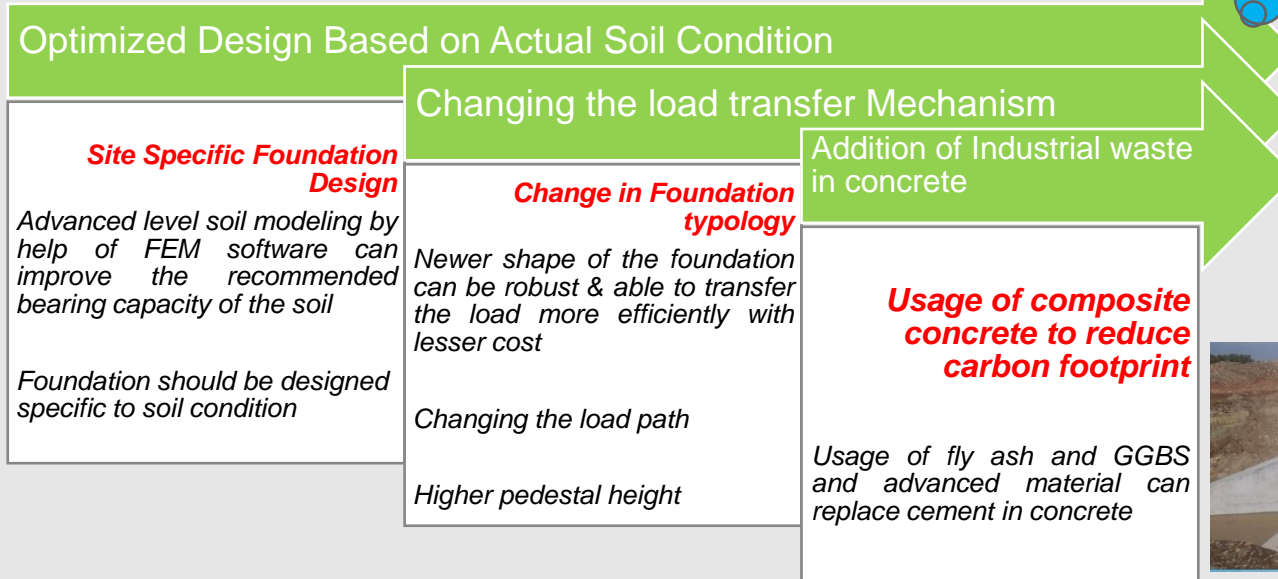 Optimized Design Based on Actual Soil Condition
Site Specific Foundation
Design
Advanced level soil modeling by
help of FEM software can
improve the recommended
bearing capacity of the soil
Foundation should be designed
specific to soil condition
Changing the load transfer Mechanism
Change in Foundation
typology
Newer shape of the foundation
can be robust & able to transfer
the load more efficiently with
lesser cost
Changing the load path
Higher pedestal height
Addition of Industrial waste
in concrete
Usage of composite
concrete to reduce
carbon footprint
Usage of fly ash and GGBS
and advanced material can
replace cement in concrete